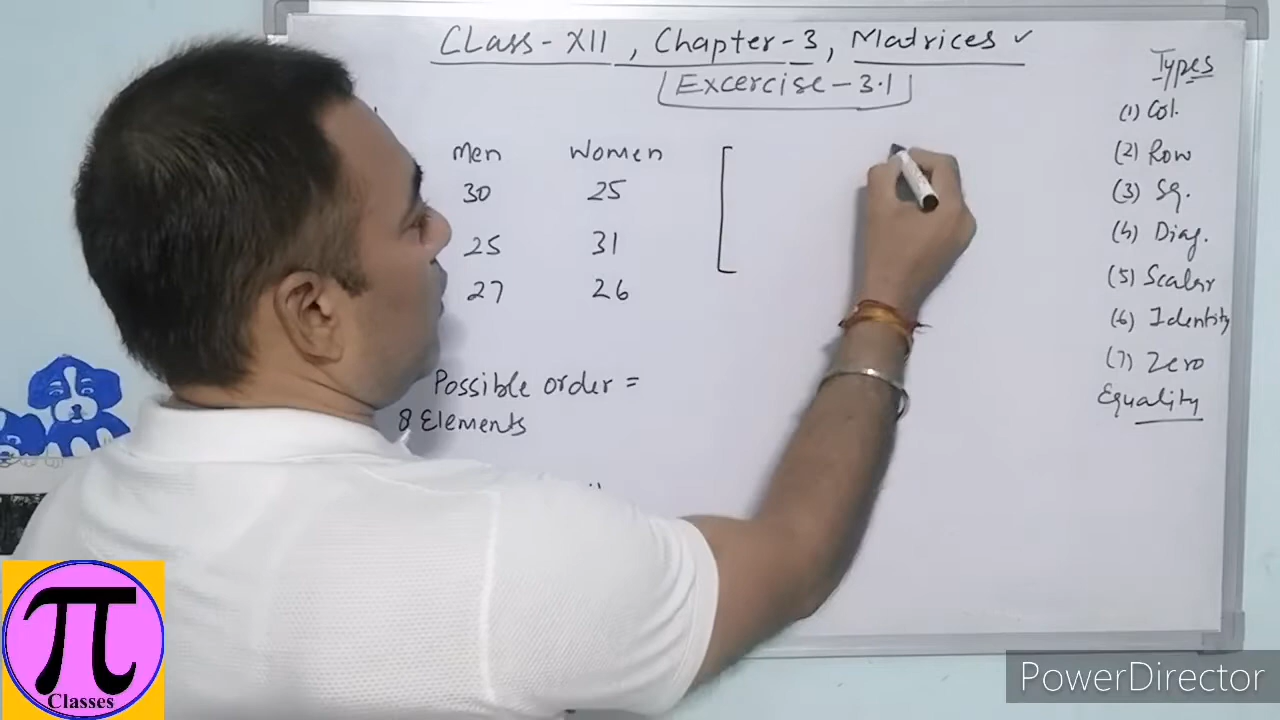 Class-XII, Chapter-3, Matrices ✓
Excercise-3.1
Men Women
30 25
25 31
27 26
Possible order =
8 Elements
Types
(1) Col.
(2) Row
(3) Sq.
(4) Diag.
(5) Scalar
(6) Identity
(7) Zero
Equality
π
Classes
PowerDirector